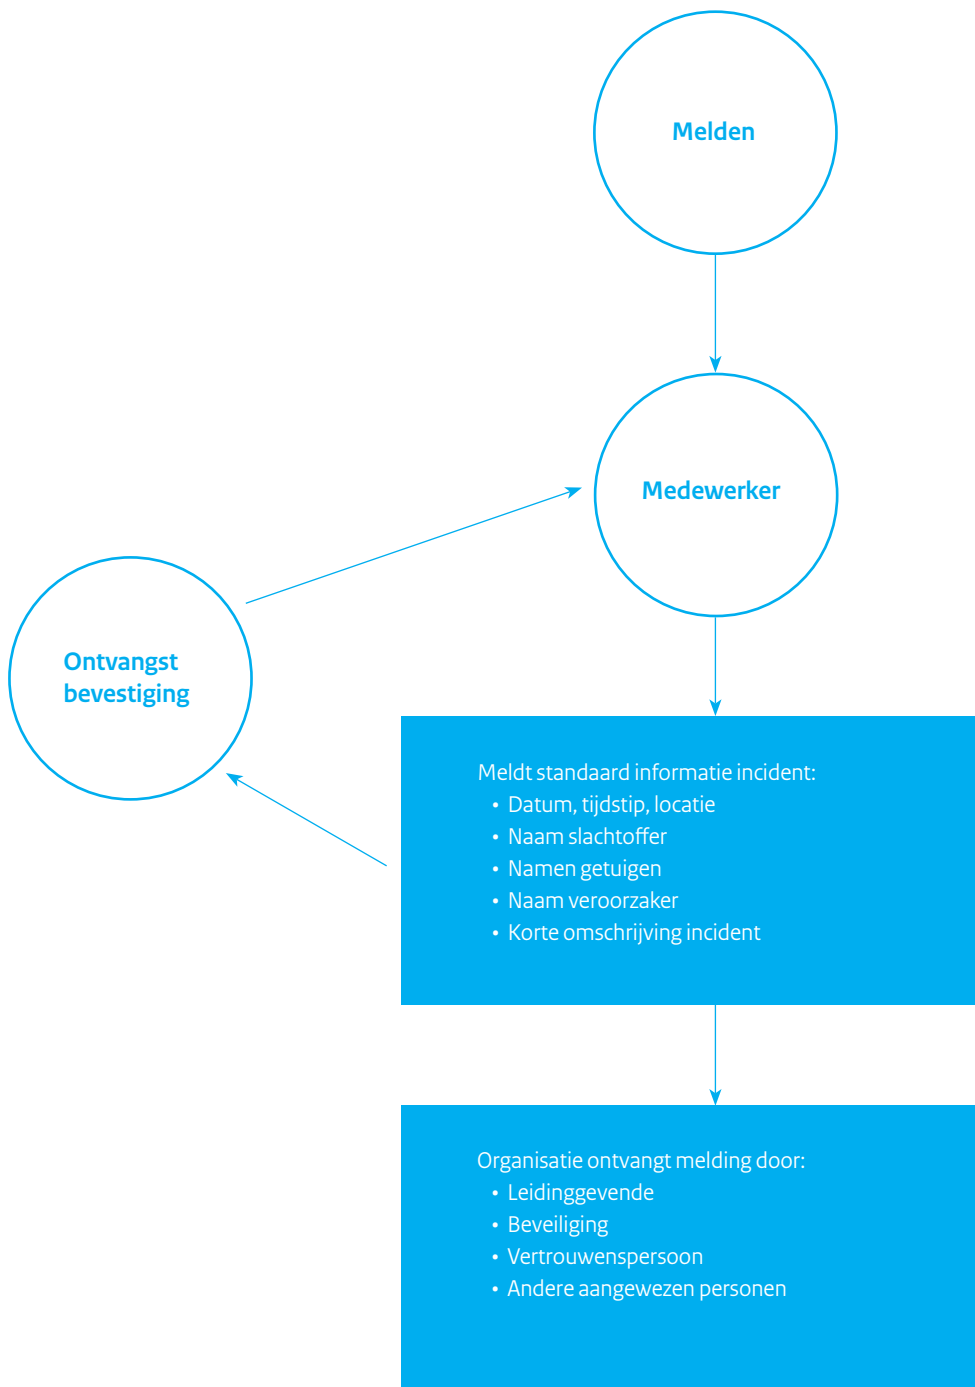 Melden
Medewerker
Ontvangst
bevestiging
Meldt standaard informatie incident:
• Datum, tijdstip, locatie
• Naam slachtoffer
• Namen getuigen
• Naam veroorzaker
• Korte omschrijving incident
Organisatie ontvangt melding door:
• Leidinggevende
• Beveiliging
• Vertrouwenspersoon
• Andere aangewezen personen